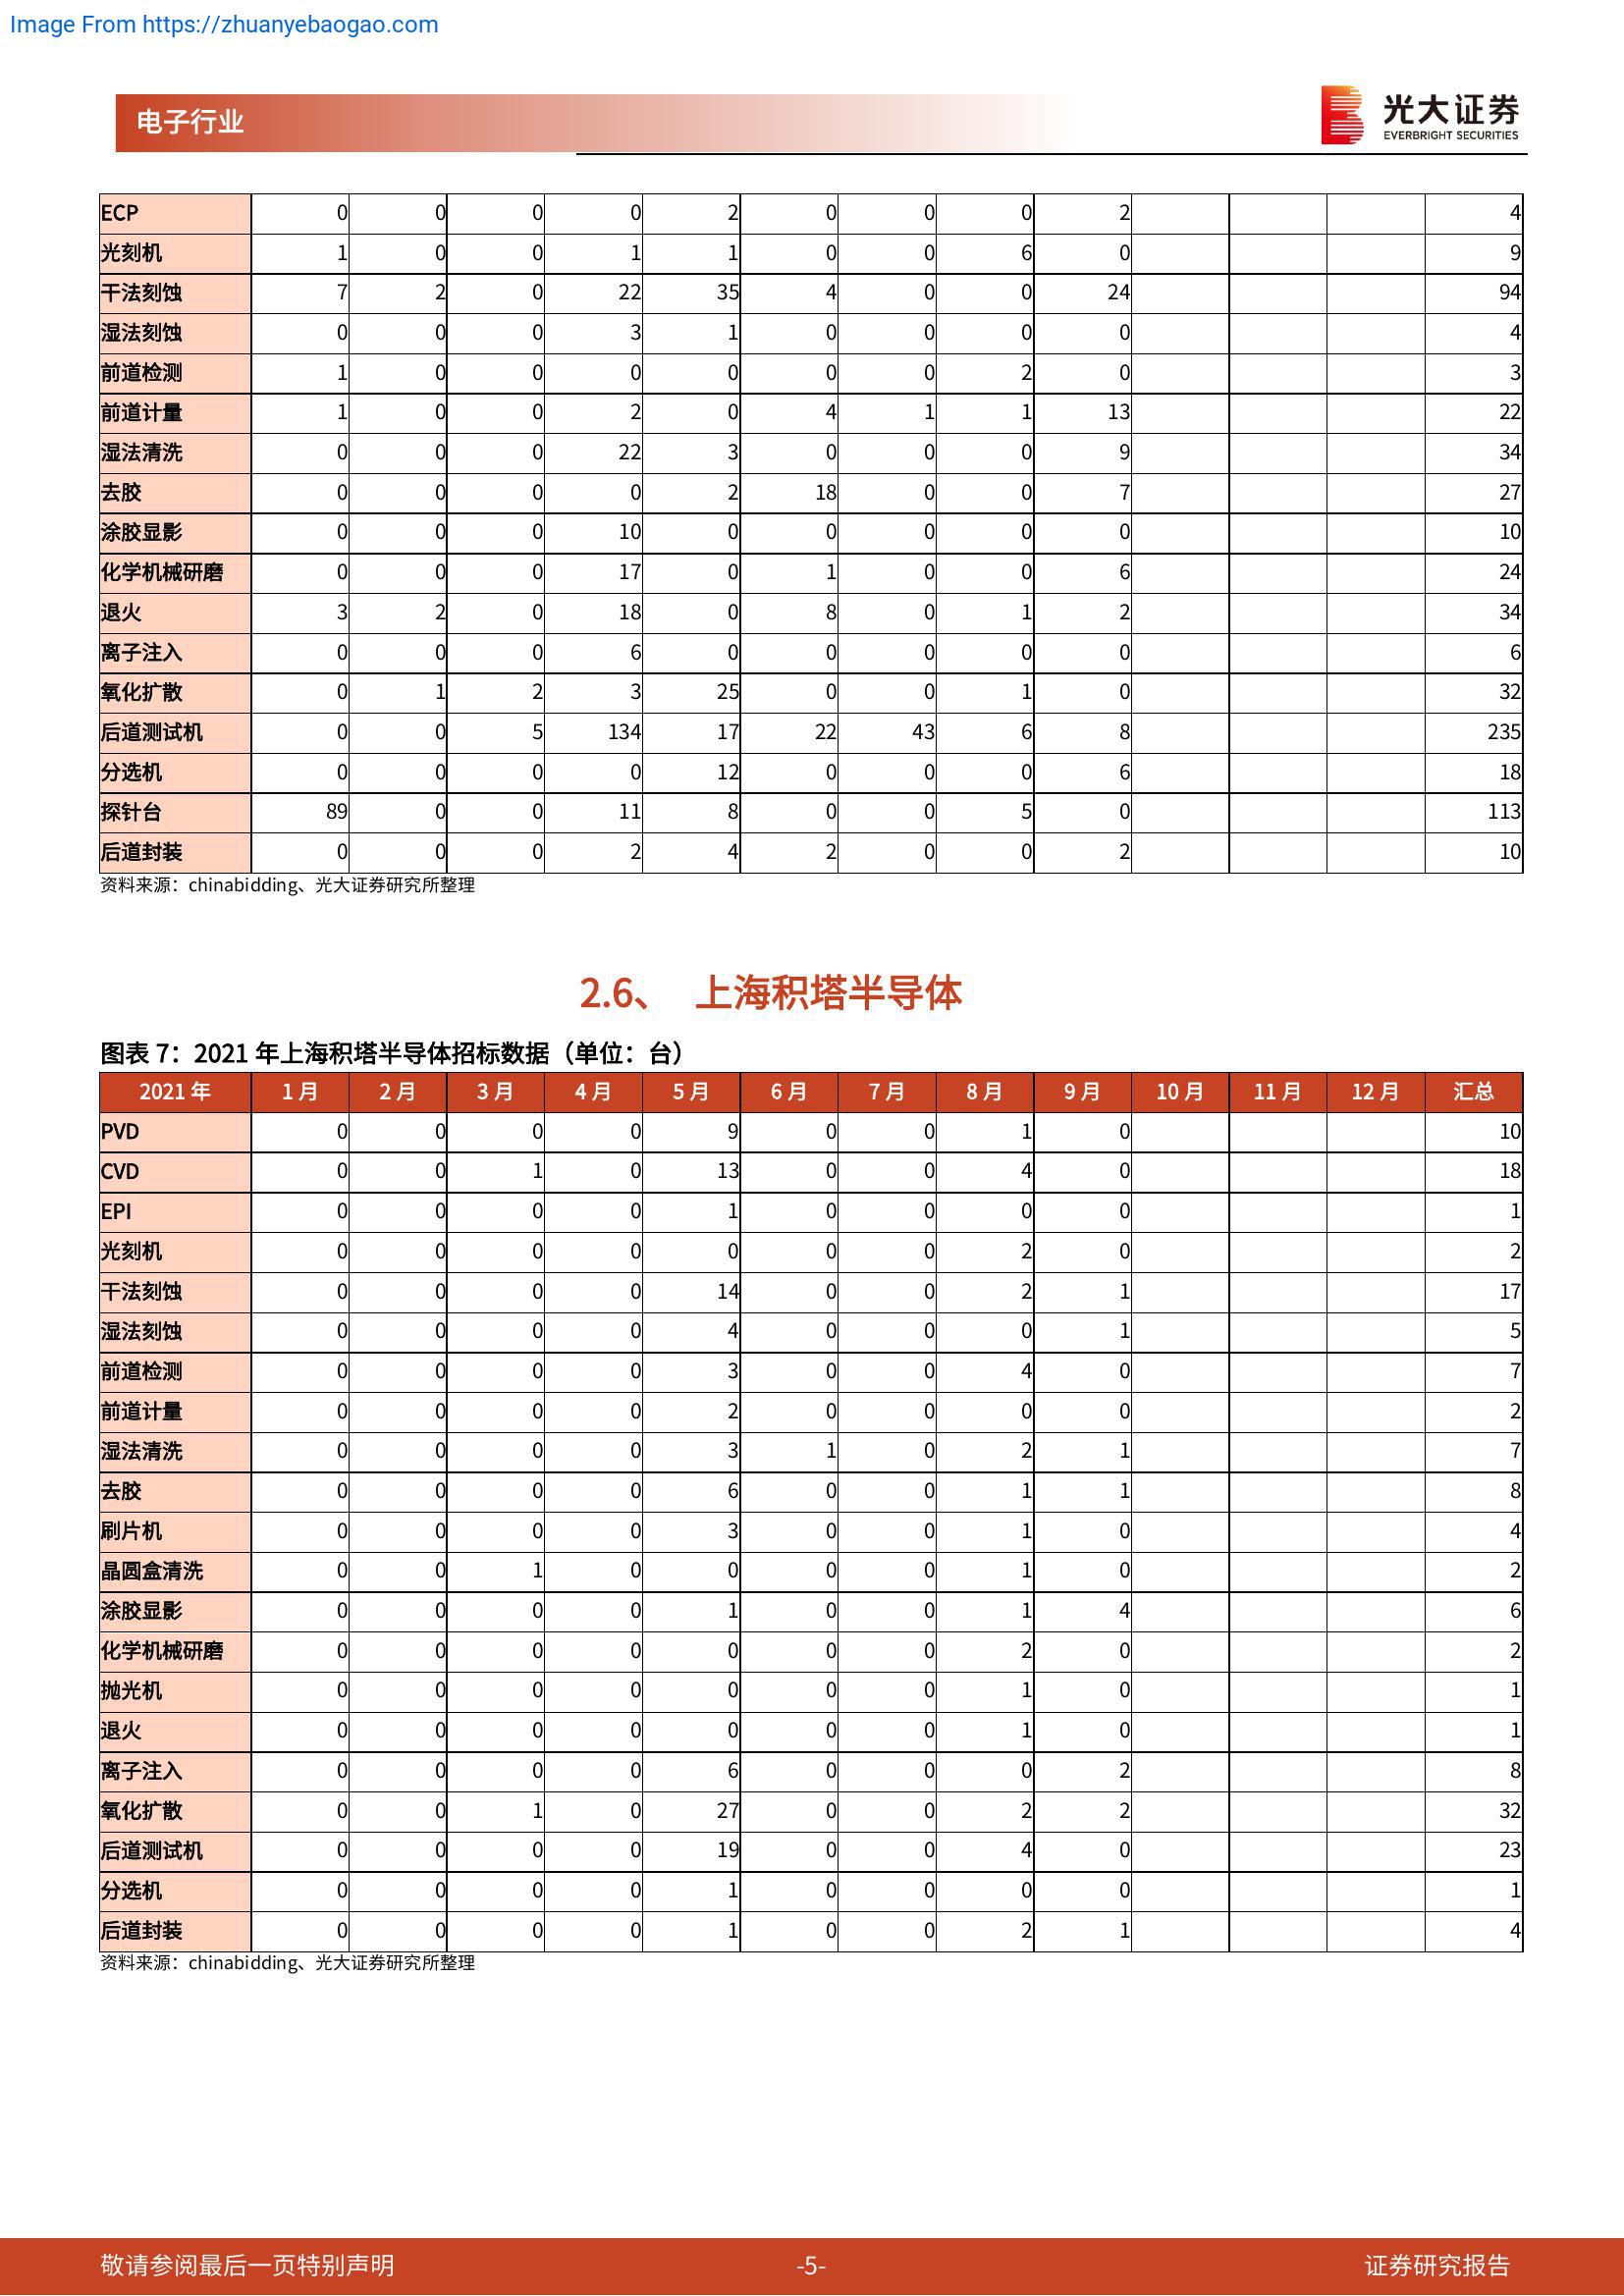 Image From https://zhuanyebaogao.com
电子行业
光大证券
EVERBRIGHT SECURITIES
ECP 0 0 0 0 2 0 0 0 2 4
光刻机 1 0 0 1 1 0 0 6 0 9
干法刻蚀 7 2 0 22 35 4 0 0 24 94
湿法刻蚀 0 0 0 3 1 0 0 0 0 4
前道检测 1 0 0 0 0 0 0 2 0 3
前道计量 1 0 0 2 0 4 1 1 13 22
湿法清洗 0 0 0 22 3 0 0 0 9 34
去胶 0 0 0 0 2 18 0 0 7 27
涂胶显影 0 0 0 10 0 0 0 0 0 10
化学机械研磨 0 0 0 17 0 1 0 0 6 24
退火 3 2 0 18 0 8 0 1 2 34
离子注入 0 0 0 6 0 0 0 0 0 6
氧化扩散 0 1 2 3 25 0 0 1 0 32
后道测试机 0 0 5 134 17 22 43 6 8 235
分选机 0 0 0 0 12 0 0 0 6 18
探针台 89 0 0 11 8 0 0 5 0 113
后道封装 0 0 0 2 4 2 0 0 2 10
资料来源：chinabidding、光大证券研究所整理
2.6、 上海积塔半导体
图表 7：2021 年上海积塔半导体招标数据（单位：台）
2021 年 1 月 2 月 3 月 4 月 5 月 6 月 7 月 8 月 9 月 10 月 11 月 12 月 汇总
PVD 0 0 0 0 9 0 0 1 0 10
CVD 0 0 1 0 13 0 0 4 0 18
EPI 0 0 0 0 1 0 0 0 0 1
光刻机 0 0 0 0 0 0 0 2 0 2
干法刻蚀 0 0 0 0 14 0 0 2 1 17
湿法刻蚀 0 0 0 0 4 0 0 0 1 5
前道检测 0 0 0 0 3 0 0 4 0 7
前道计量 0 0 0 0 2 0 0 0 0 2
湿法清洗 0 0 0 0 3 1 0 2 1 7
去胶 0 0 0 0 6 0 0 1 1 8
刷片机 0 0 0 0 3 0 0 1 0 4
晶圆盒清洗 0 0 1 0 0 0 0 1 0 2
涂胶显影 0 0 0 0 1 0 0 1 4 6
化学机械研磨 0 0 0 0 0 0 0 2 0 2
抛光机 0 0 0 0 0 0 0 1 0 1
退火 0 0 0 0 0 0 0 1 0 1
离子注入 0 0 0 0 6 0 0 0 2 8
氧化扩散 0 0 1 0 27 0 0 2 2 32
后道测试机 0 0 0 0 19 0 0 4 0 23
分选机 0 0 0 0 1 0 0 0 0 1
后道封装 0 0 0 0 1 0 0 2 1 4
资料来源：chinabidding、光大证券研究所整理
敬请参阅最后一页特别声明 -5- 证券研究报告